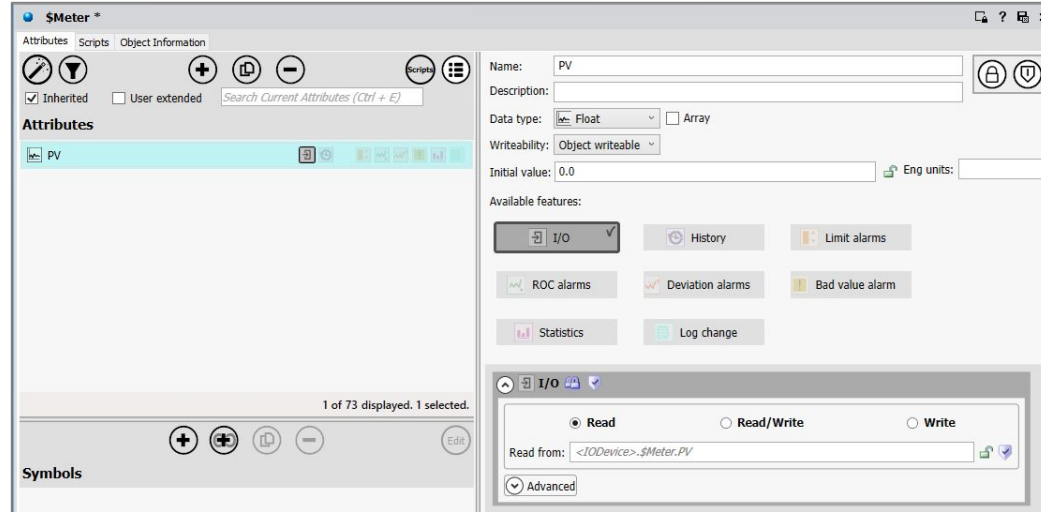 $Meter *
?
Attributes Scripts Object Information
Scripts
Inherited User extended Search Current Attributes (Ctrl + E)
Attributes
PV
1 of 73 displayed. 1 selected.
Edit
Symbols
Name: PV
Description:
Data type: Float Array
Writeability: Object writeable
Initial value: 0.0 Eng units:
Available features:
I/O History Limit alarms
ROC alarms Deviation alarms Bad value alarm
Statistics Log change
I/O
Read Read/Write Write
Read from: <IODevice>.$Meter.PV
Advanced